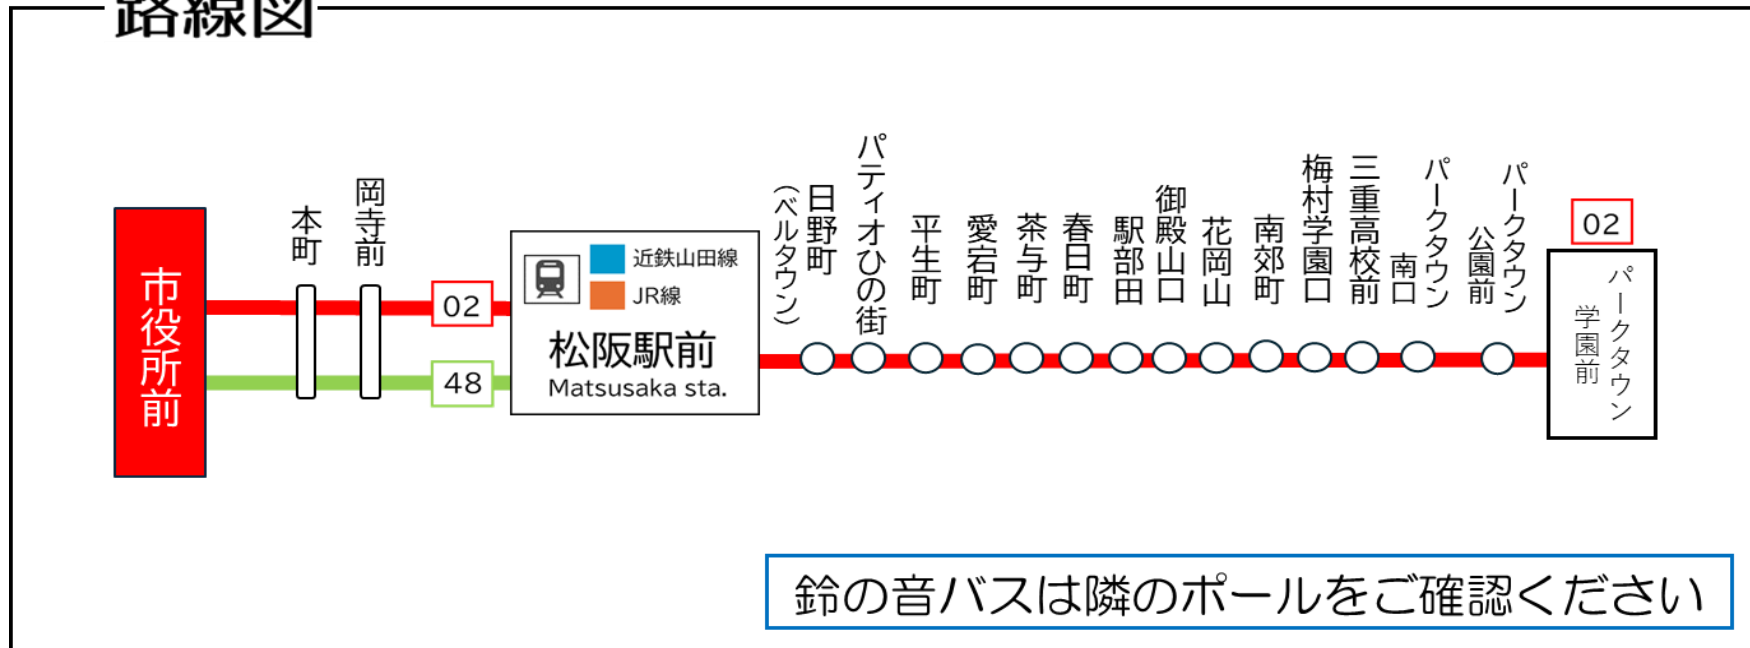 路線図
市役所前
本町
岡寺前
02
48
近鉄山田線
JR線
松阪駅前
Matsusaka sta.
日野町
(ベルタウン)
パティオひの街
平生町
愛宕町
茶与町
春日町
駅部田
御殿山口
花岡山
南郊町
梅村学園口
三重高校前
パークタウン
南口
パークタウン
公園前
02
パークタウン
学園前
鈴の音バスは隣のポールをご確認ください